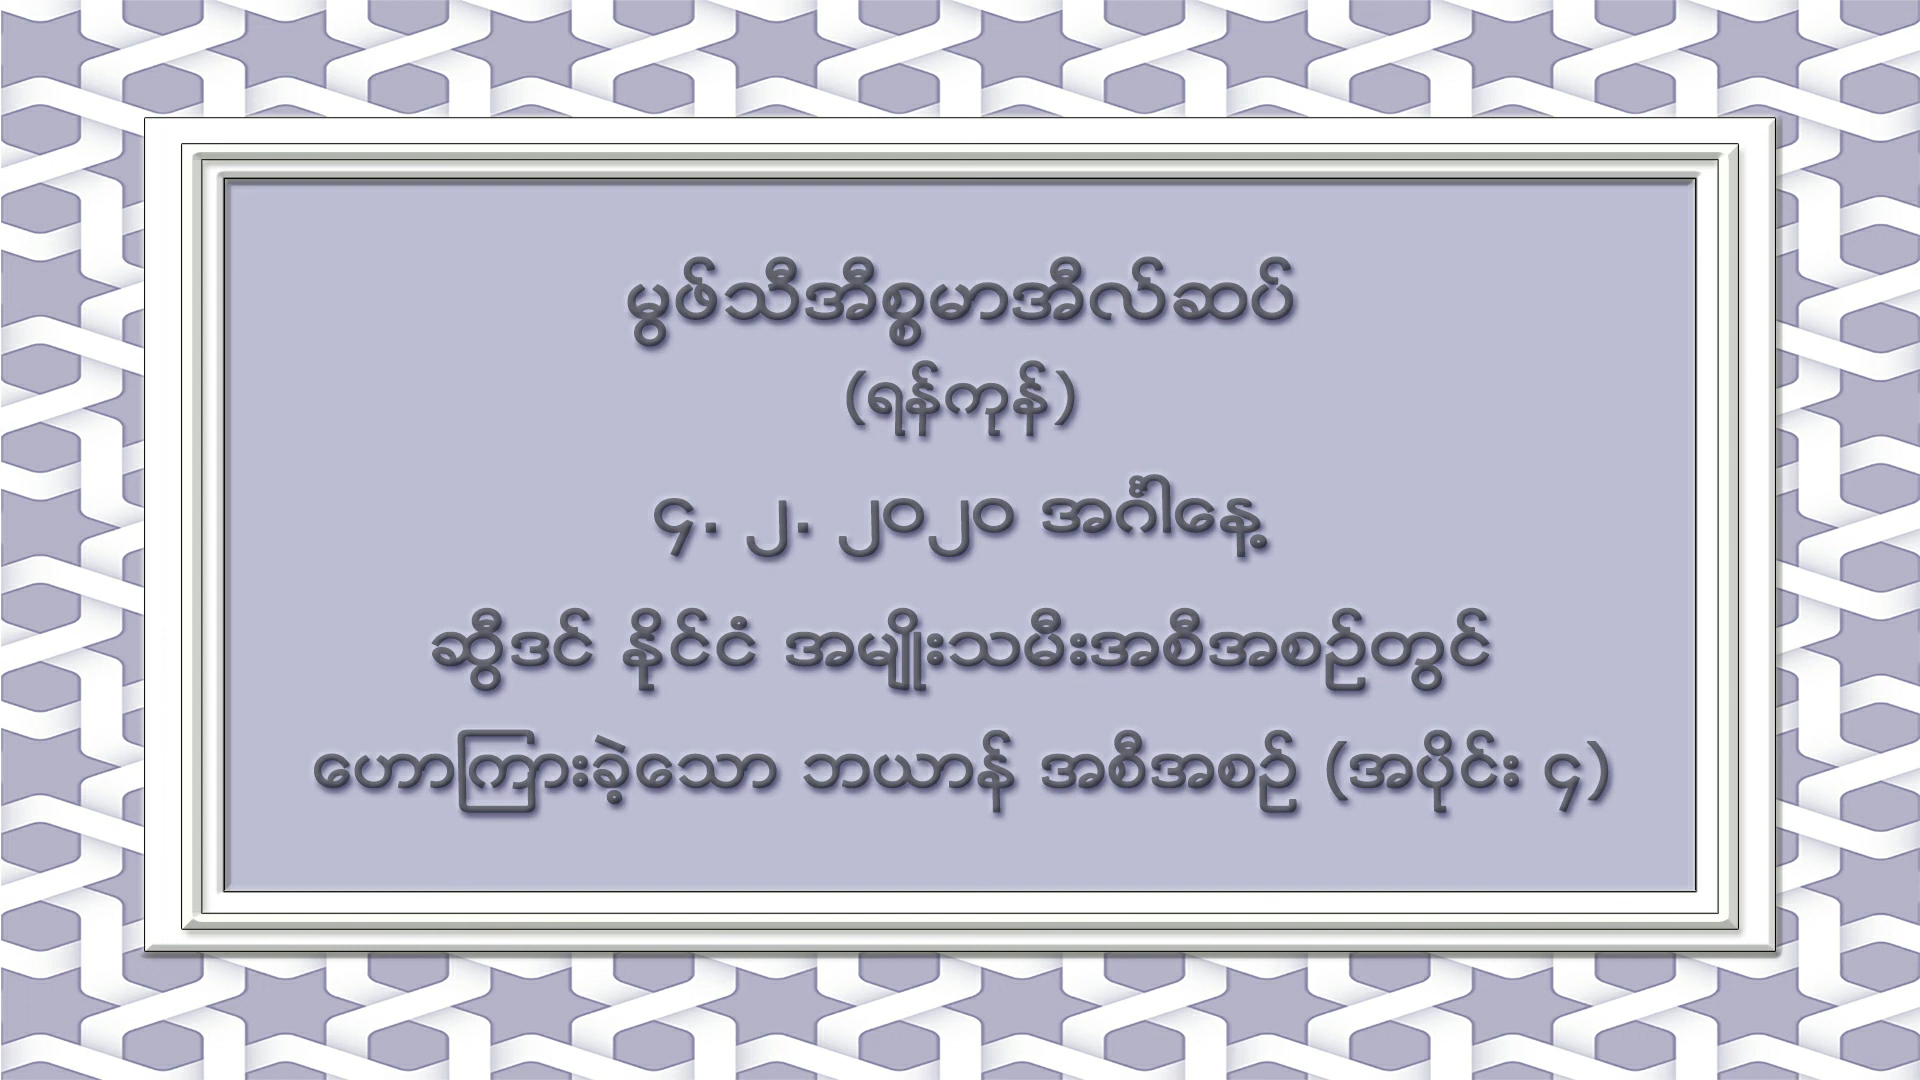 မွဖ်သီအီစ္စမာအီလ်ဆပ်
(ရန်ကုန်)
၄. ၂. ၂၀၂၀ အင်္ဂါနေ့
ဆွီဒင် နိုင်ငံ အမျိုးသမီးအစီအစဉ်တွင်
ဟောကြားခဲ့သော ဘယာန် အစီအစဉ် (အပိုင်း ၄)